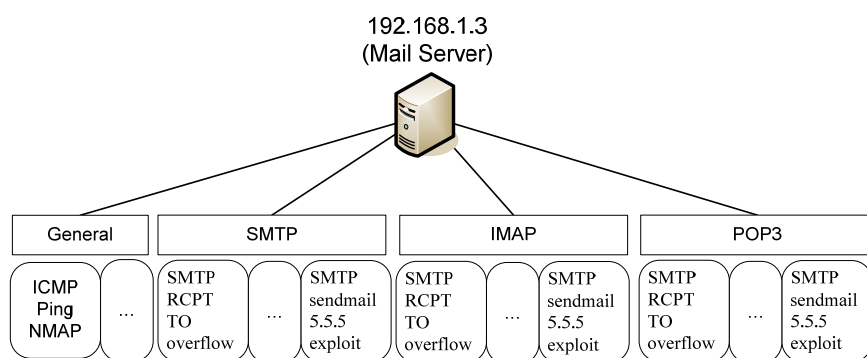 192.168.1.3
(Mail Server)
General
SMTP
IMAP
POP3
ICMP
Ping
NMAP
...
SMTP
RCPT
TO
overflow
...
SMTP
sendmail
5.5.5
exploit
SMTP
RCPT
TO
overflow
...
SMTP
sendmail
5.5.5
exploit
SMTP
RCPT
TO
overflow
...
SMTP
sendmail
5.5.5
exploit